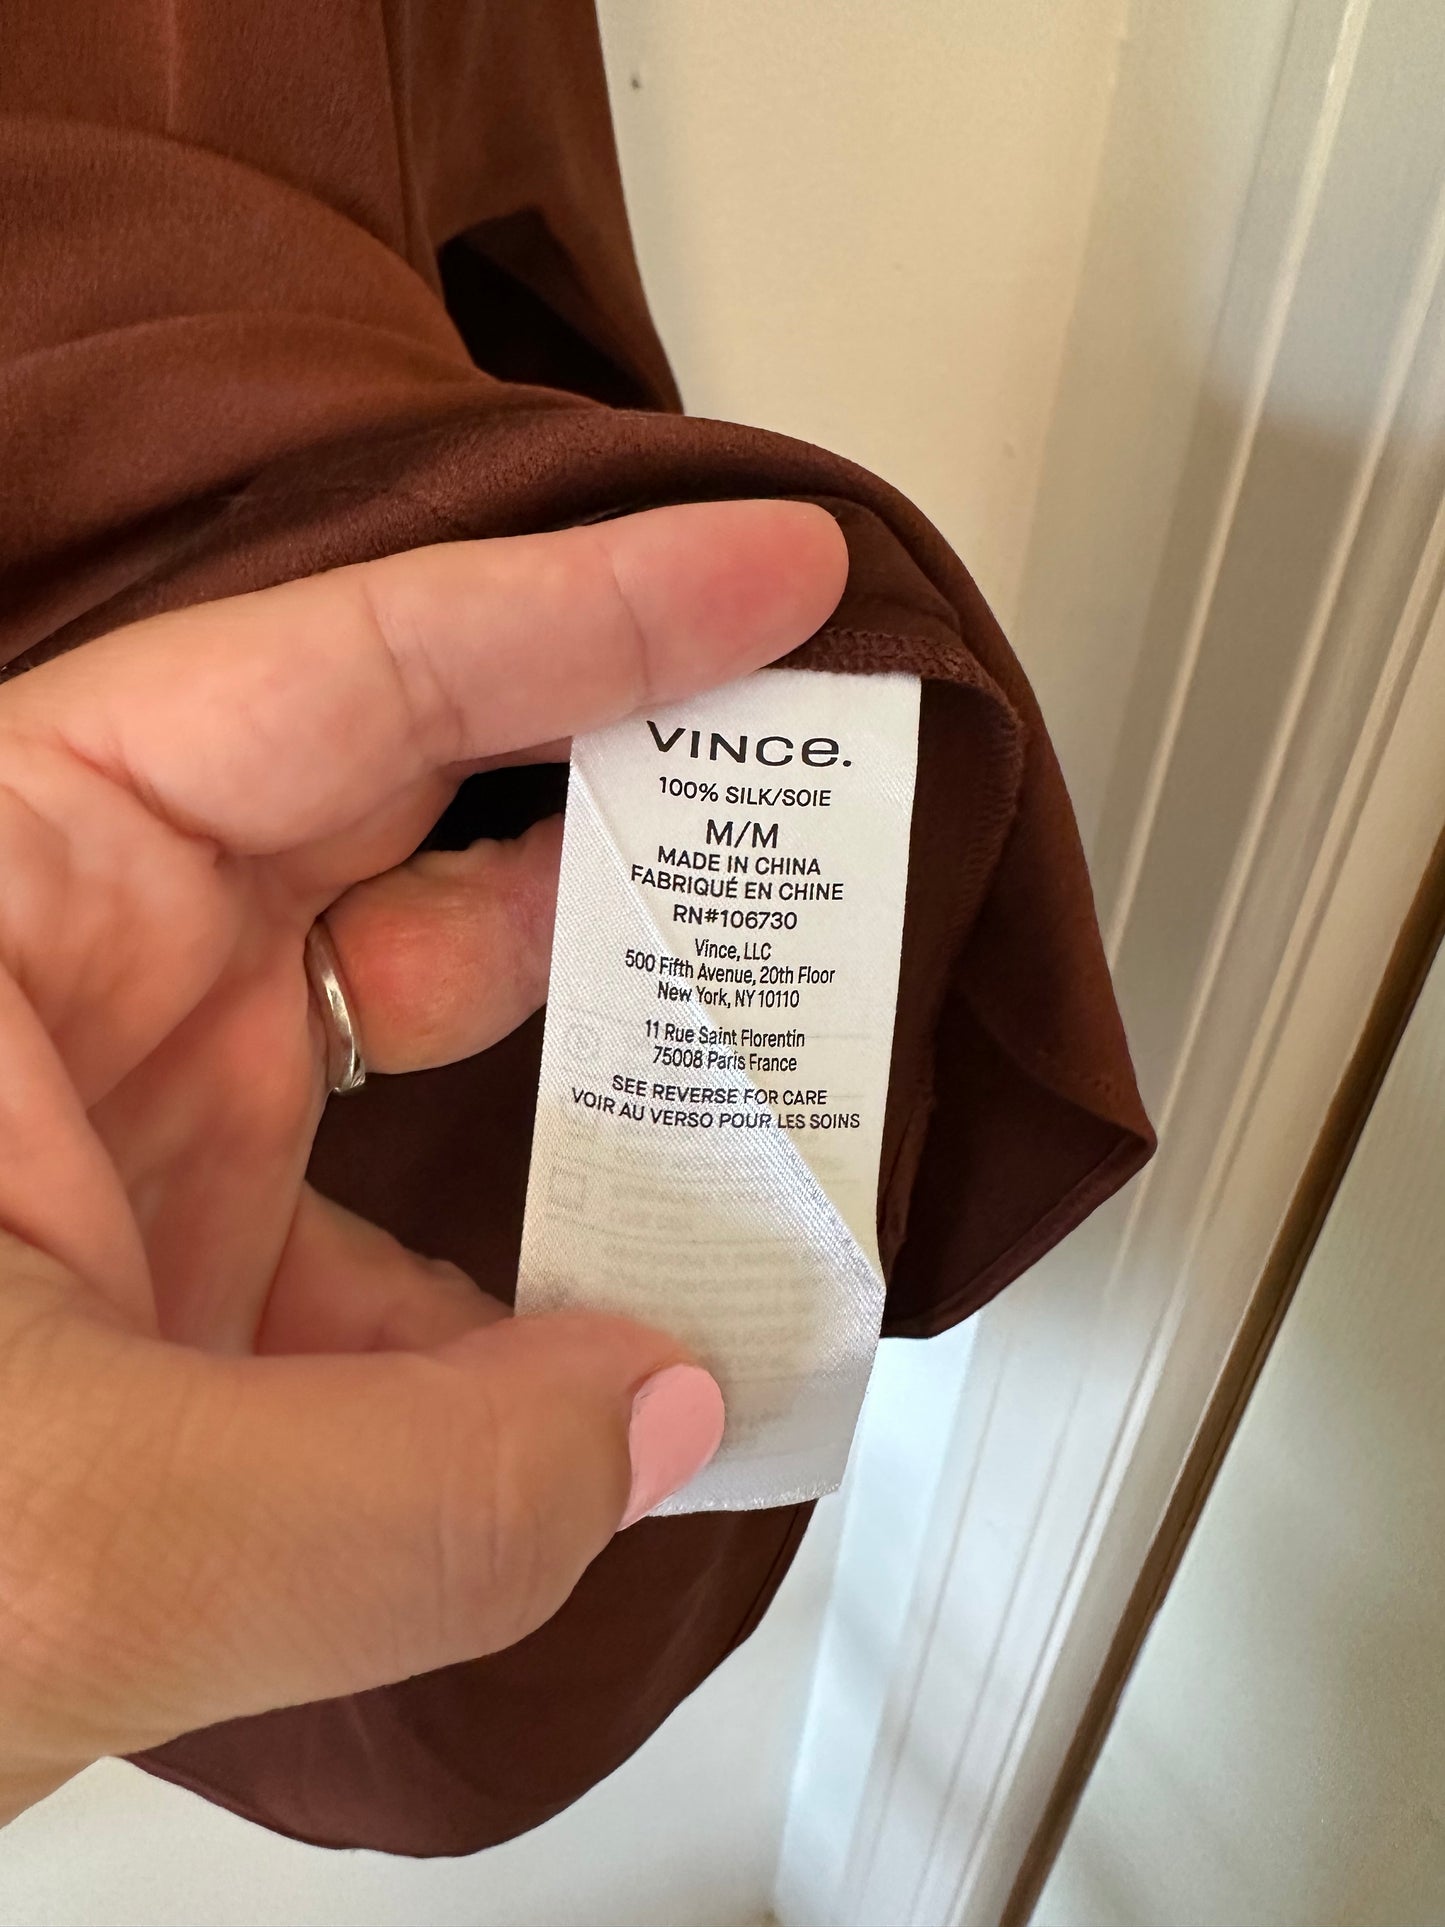 VINCe.
100% SILK/SOIE
M/M
MADE IN CHINA
FABRIQUÉ EN CHINE
RN#106730
Vince, LLC
500 Fifth Avenue, 20th Floor
New York, NY 10110
11 Rue Saint Florentin
75008 Paris France
SEE REVERSE FOR CARE
VOIR AU VERSO POUR LES SOINS